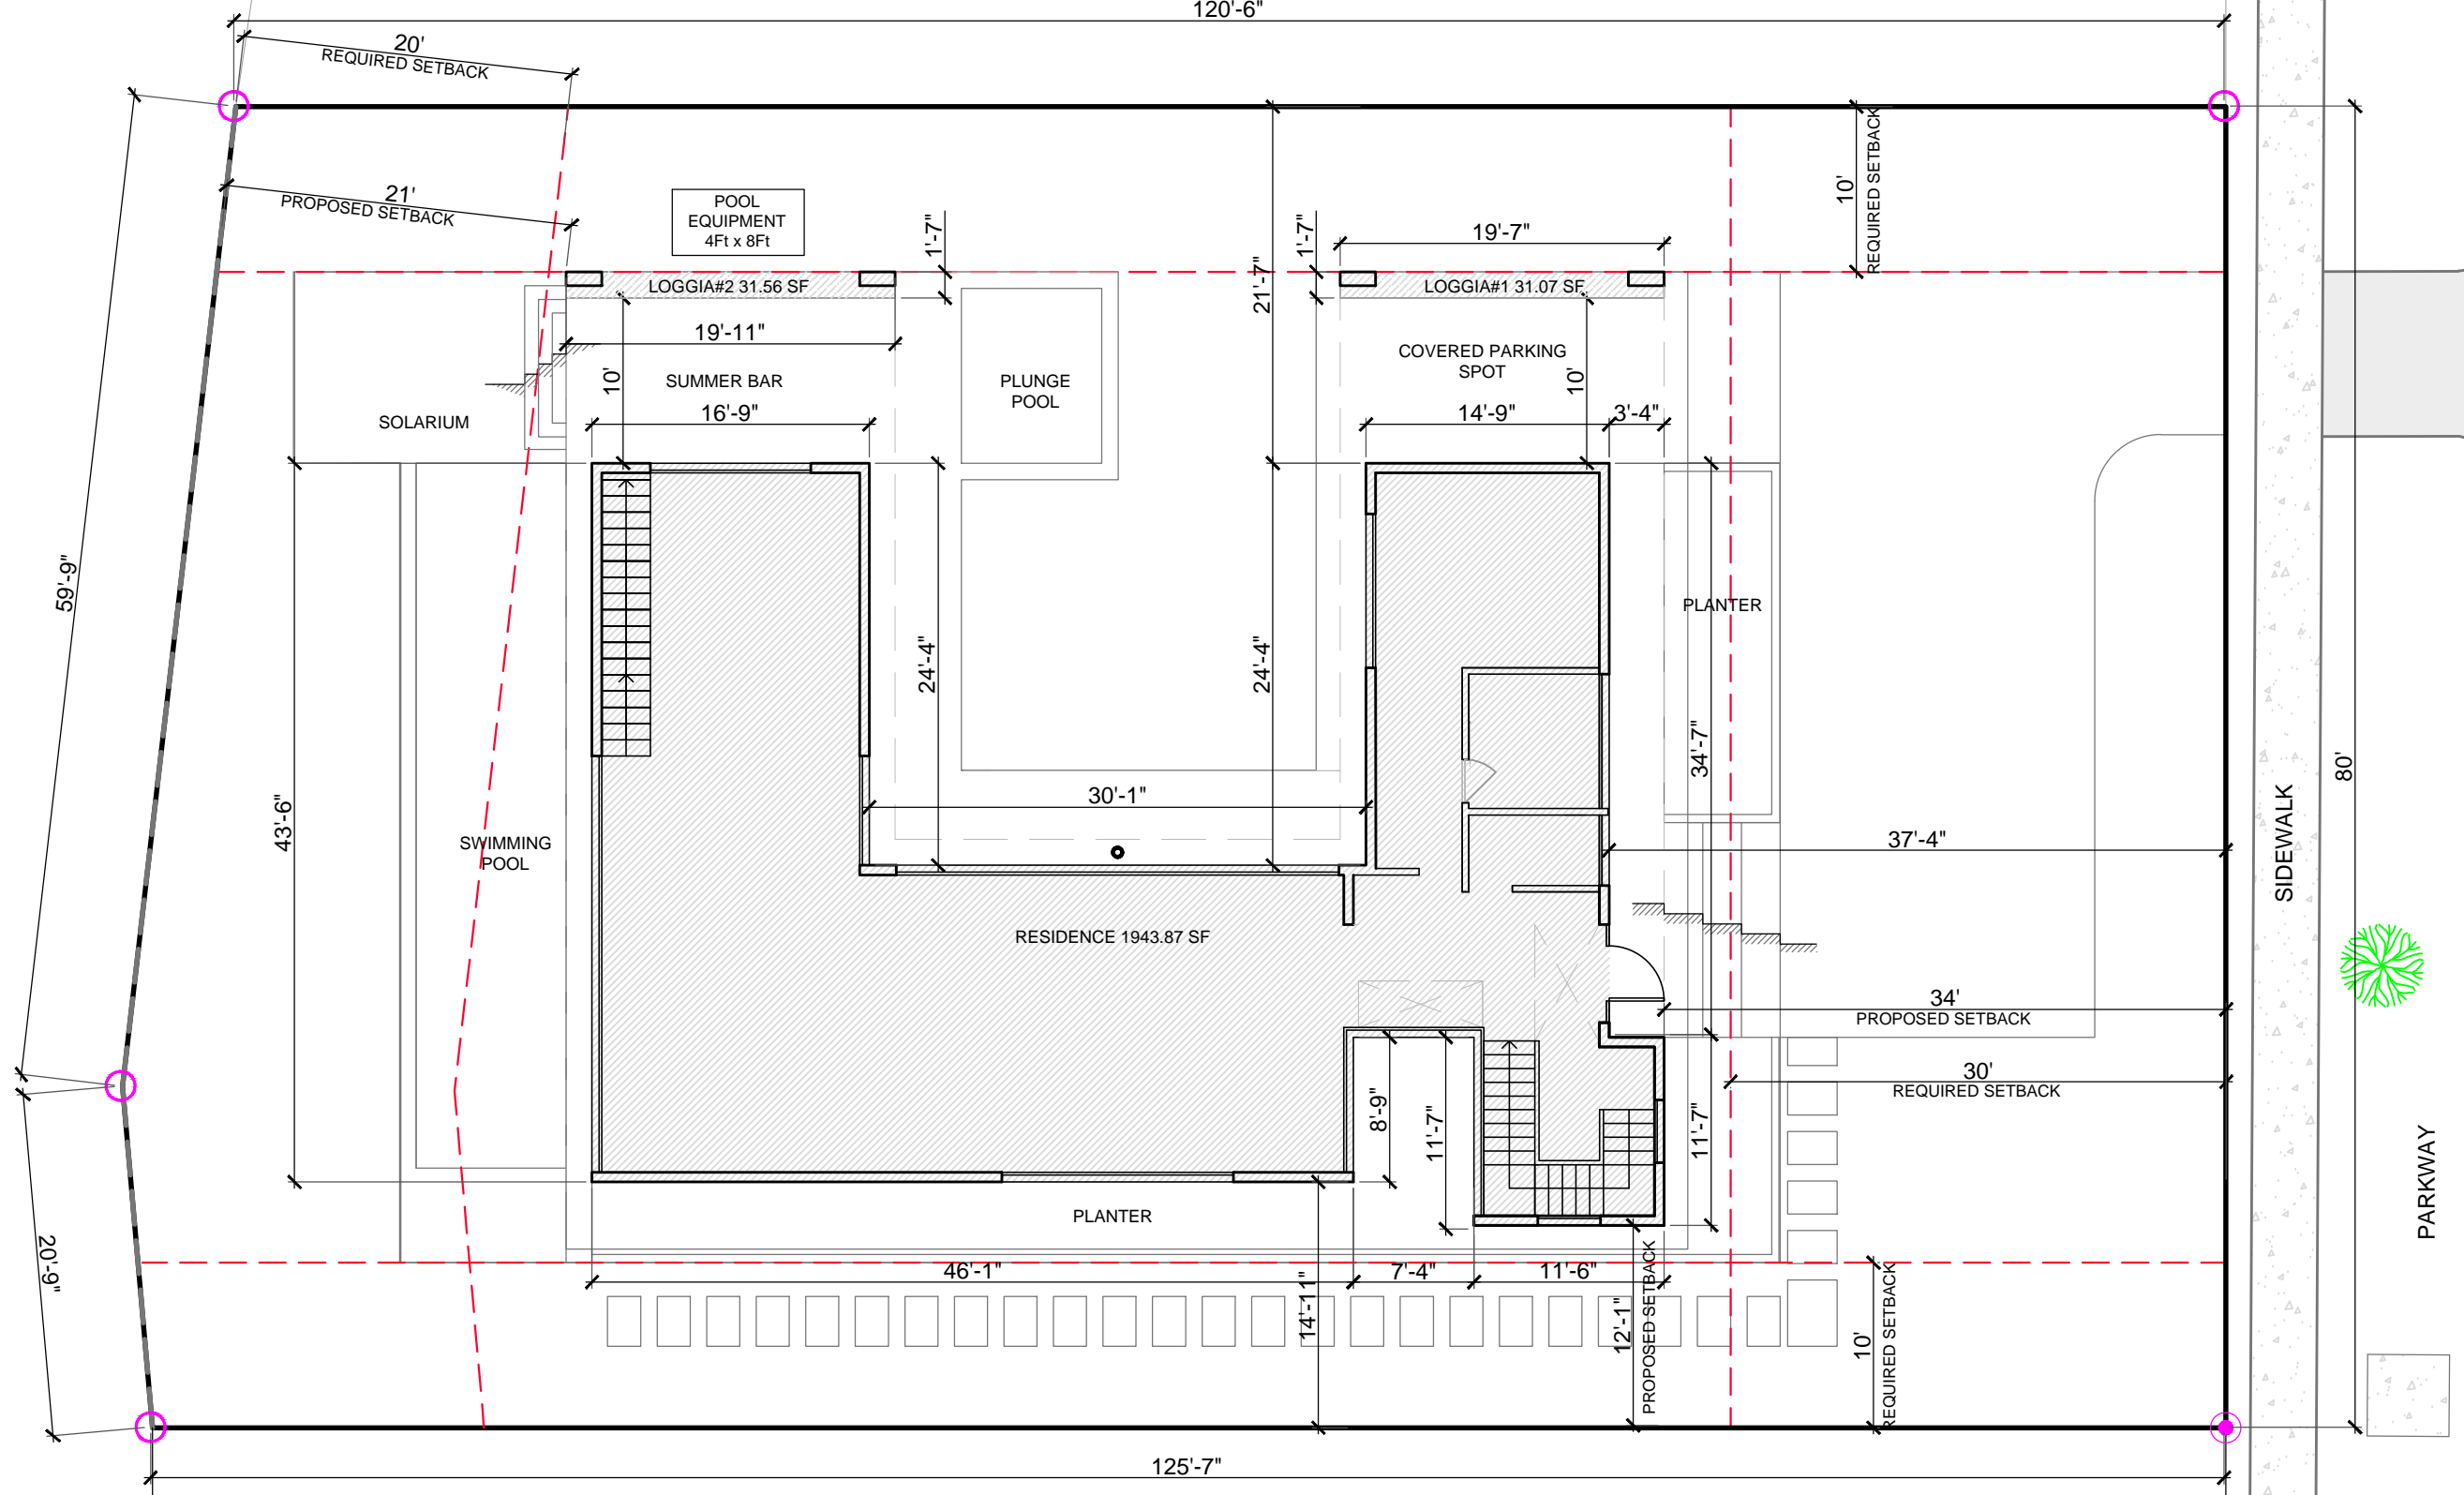 120'-6"
20'
REQUIRED SETBACK
21'
PROPOSED SETBACK
POOL
EQUIPMENT
4Ft x 8Ft
1'-7"
1'-7"
19'-7"
21'-7"
10'
REQUIRED SETBACK
LOGGIA#2 31.56 SF
LOGGIA#1 31.07 SF
19'-11"
10'
SUMMER BAR
16'-9"
SOLARIUM
PLUNGE
POOL
COVERED PARKING
SPOT
10'
14'-9"
3'-4"
59'-9"
PLANTER
24'-4"
24'-4"
34'-7"
80'
43'-6"
30'-1"
SWIMMING
POOL
37'-4"
SIDEWALK
RESIDENCE 1943.87 SF
34'
PROPOSED SETBACK
30'
REQUIRED SETBACK
8'-9"
11'-7"
11'-7"
PARKWAY
PLANTER
20'-9"
46'-1"
7'-4"
11'-6"
14'-11"
12'-1"
PROPOSED SETBACK
10'
REQUIRED SETBACK
125'-7"